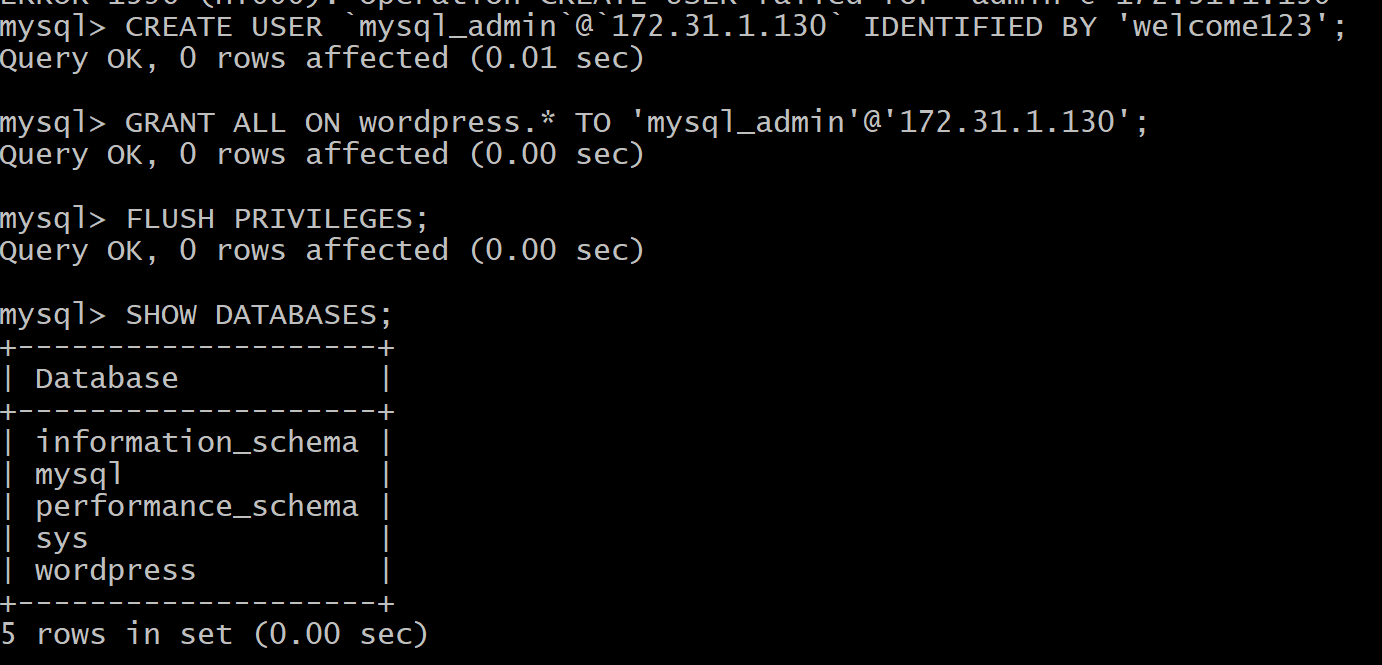 mysql> CREATE USER `mysql_admin`@`172.31.1.130` IDENTIFIED BY 'welcome123';
Query OK, 0 rows affected (0.01 sec)
mysql> GRANT ALL ON wordpress.* TO 'mysql_admin'@'172.31.1.130';
Query OK, 0 rows affected (0.00 sec)
mysql> FLUSH PRIVILEGES;
Query OK, 0 rows affected (0.00 sec)
mysql> SHOW DATABASES;
+--------------------+
| Database           |
+--------------------+
| information_schema |
| mysql              |
| performance_schema |
| sys                |
| wordpress          |
+--------------------+
5 rows in set (0.00 sec)